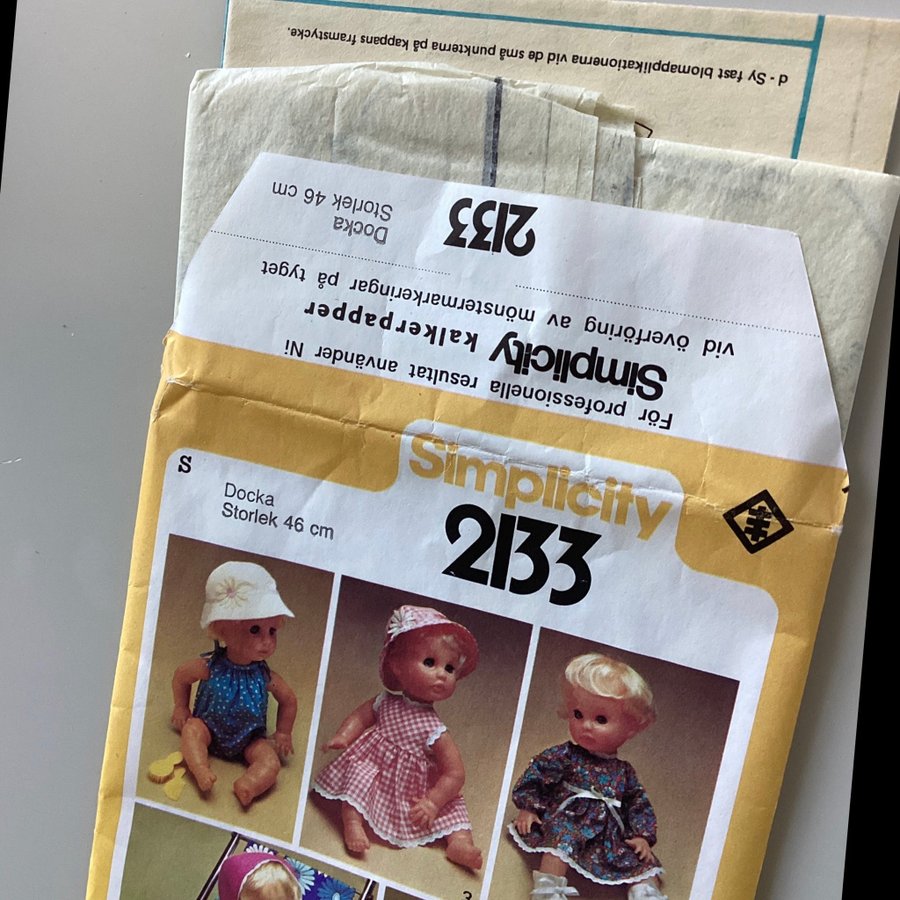 d - Sy fast blomapplikationerna vid de små punkterna på kappans framstycke.
För professionella resultat använder Ni
Simplicity kalkerpapper
vid överföring av mönstermarkeringar på tyget
2133
Docka
Storlek 46 cm
Simplicity
2133
S
Docka
Storlek 46 cm
3